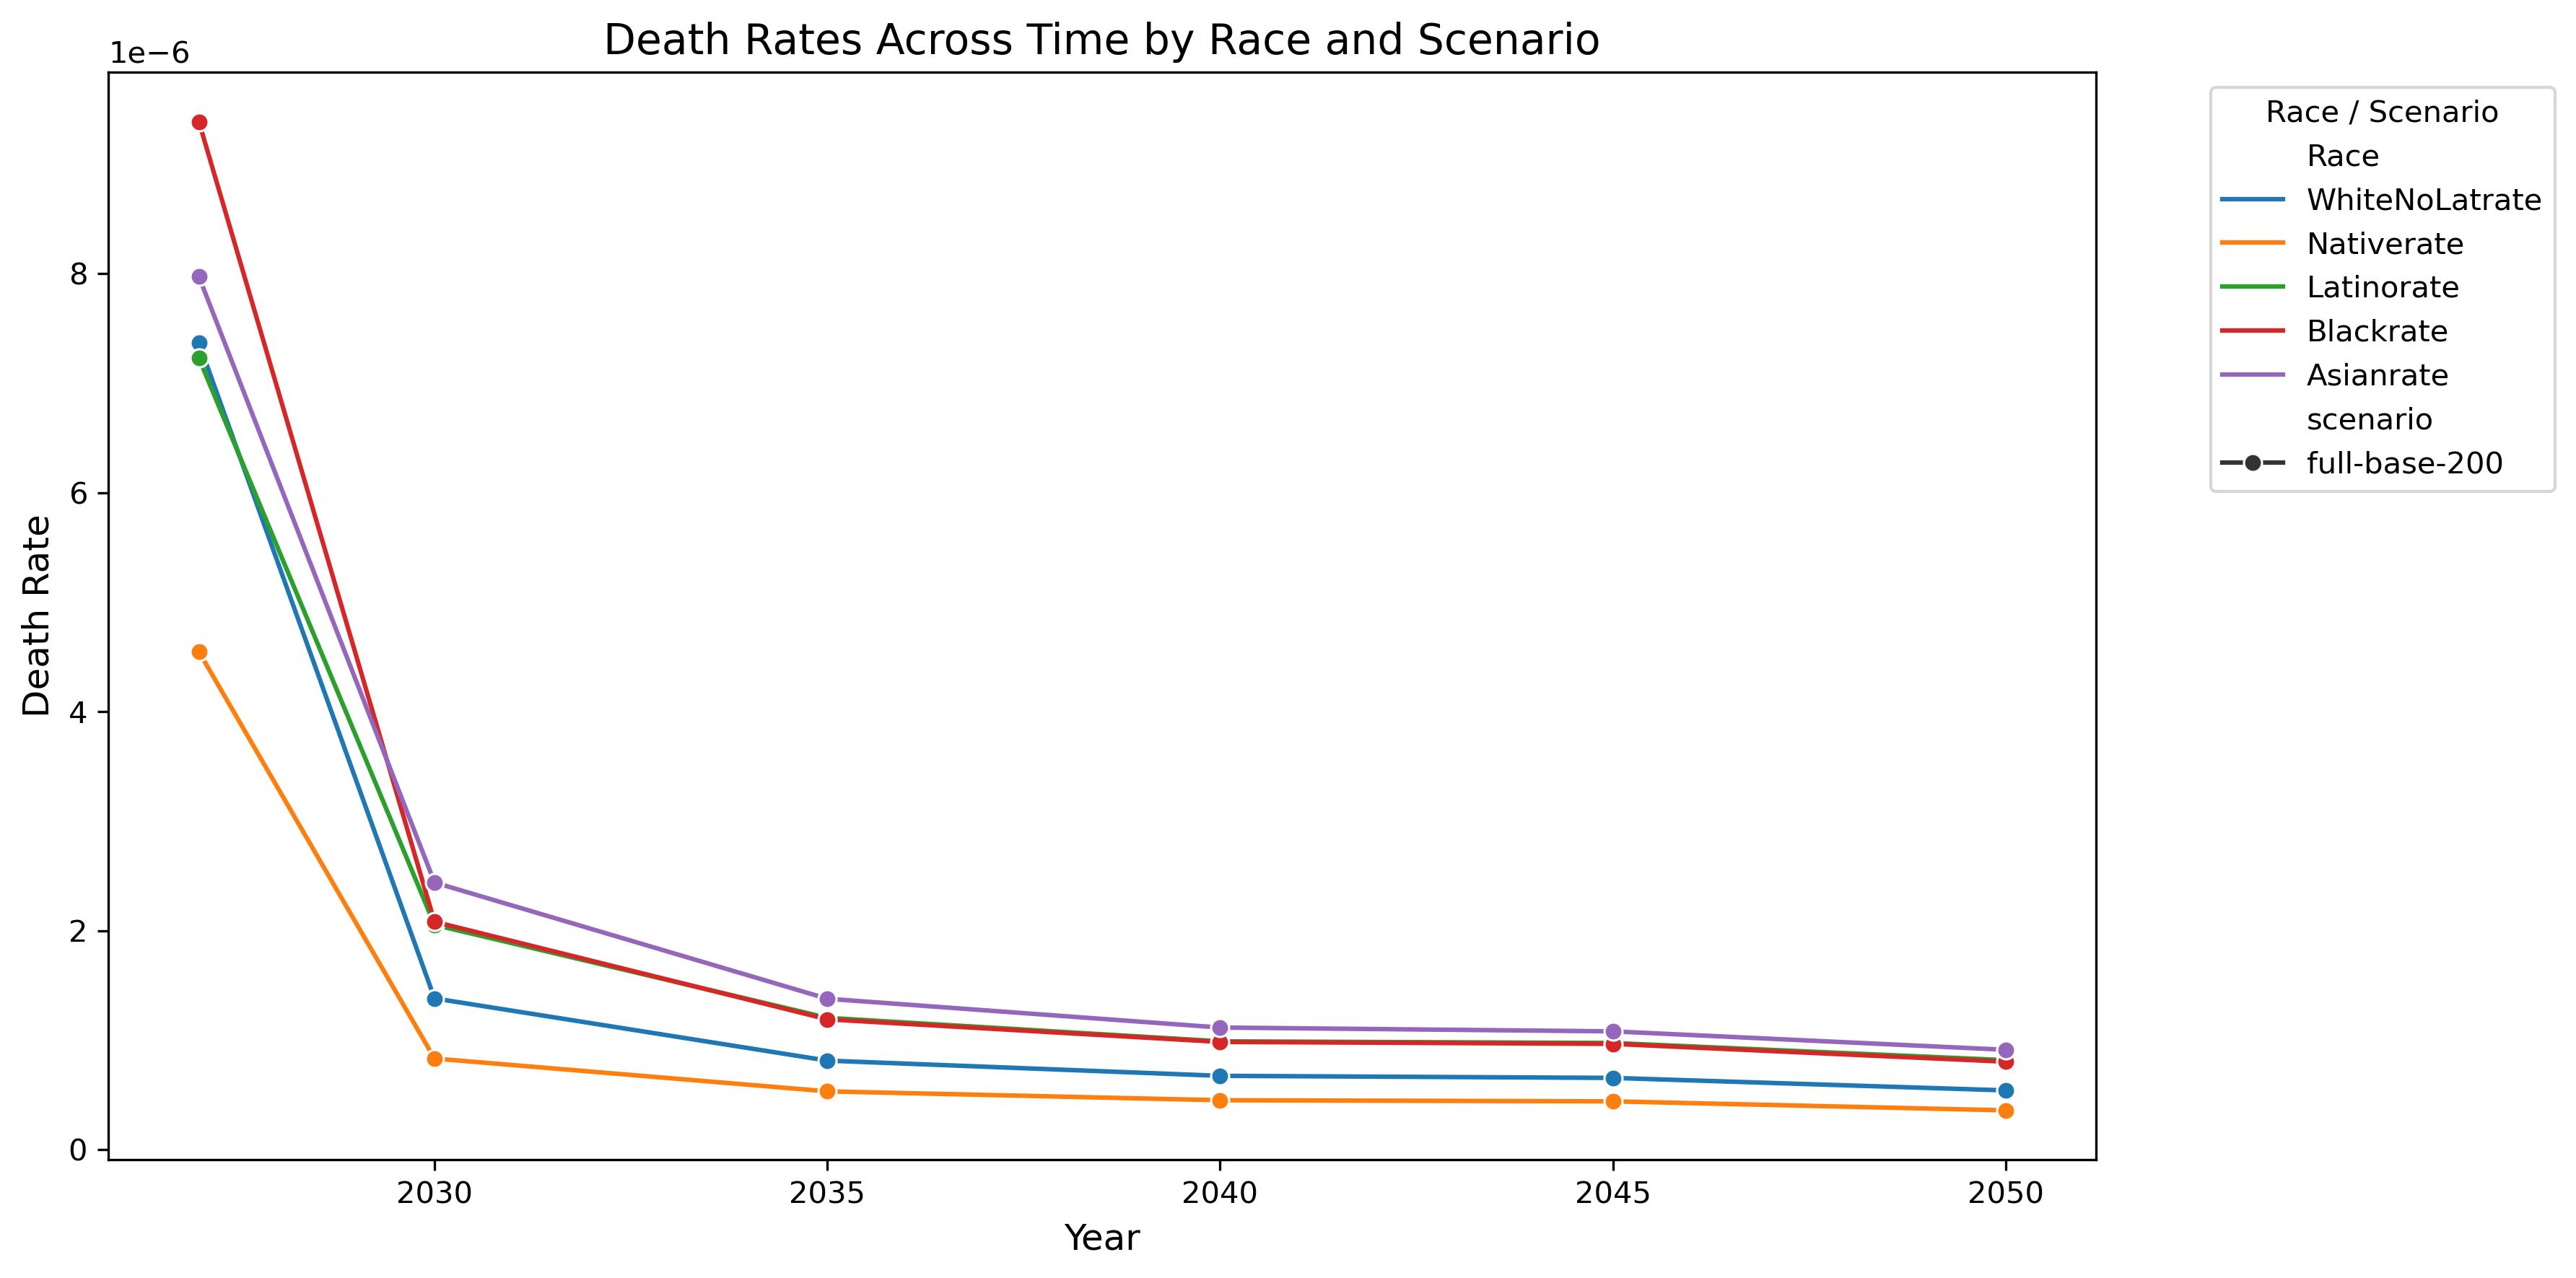 Death Rates Across Time by Race and Scenario
1e−6
8
6
4
2
0
Death Rate
2030
2035
2040
2045
2050
Year
Race / Scenario
Race
WhiteNoLatrate
Nativerate
Latinorate
Blackrate
Asianrate
scenario
full-base-200